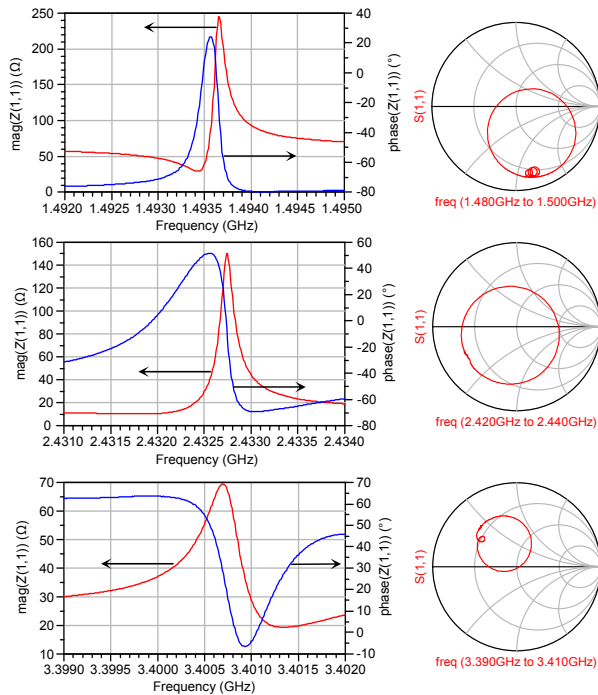 mag(Z(1,1)) (Ω)
250
200
150
100
50
0
40
20
0
-20
-40
-60
-80
phase(Z(1,1)) (°)
1.4920 1.4925 1.4930 1.4935 1.4940 1.4945 1.4950
Frequency (GHz)
S(1,1)
freq (1.480GHz to 1.500GHz)
mag(Z(1,1)) (Ω)
160
140
120
100
80
60
40
20
0
60
40
20
0
-20
-40
-60
-80
phase(Z(1,1)) (°)
2.4310 2.4315 2.4320 2.4325 2.4330 2.4335 2.4340
Frequency (GHz)
S(1,1)
freq (2.420GHz to 2.440GHz)
mag(Z(1,1)) (Ω)
70
60
50
40
30
20
10
70
60
50
40
30
20
10
0
-10
phase(Z(1,1)) (°)
3.3990 3.3995 3.4000 3.4005 3.4010 3.4015 3.4020
Frequency (GHz)
S(1,1)
freq (3.390GHz to 3.410GHz)